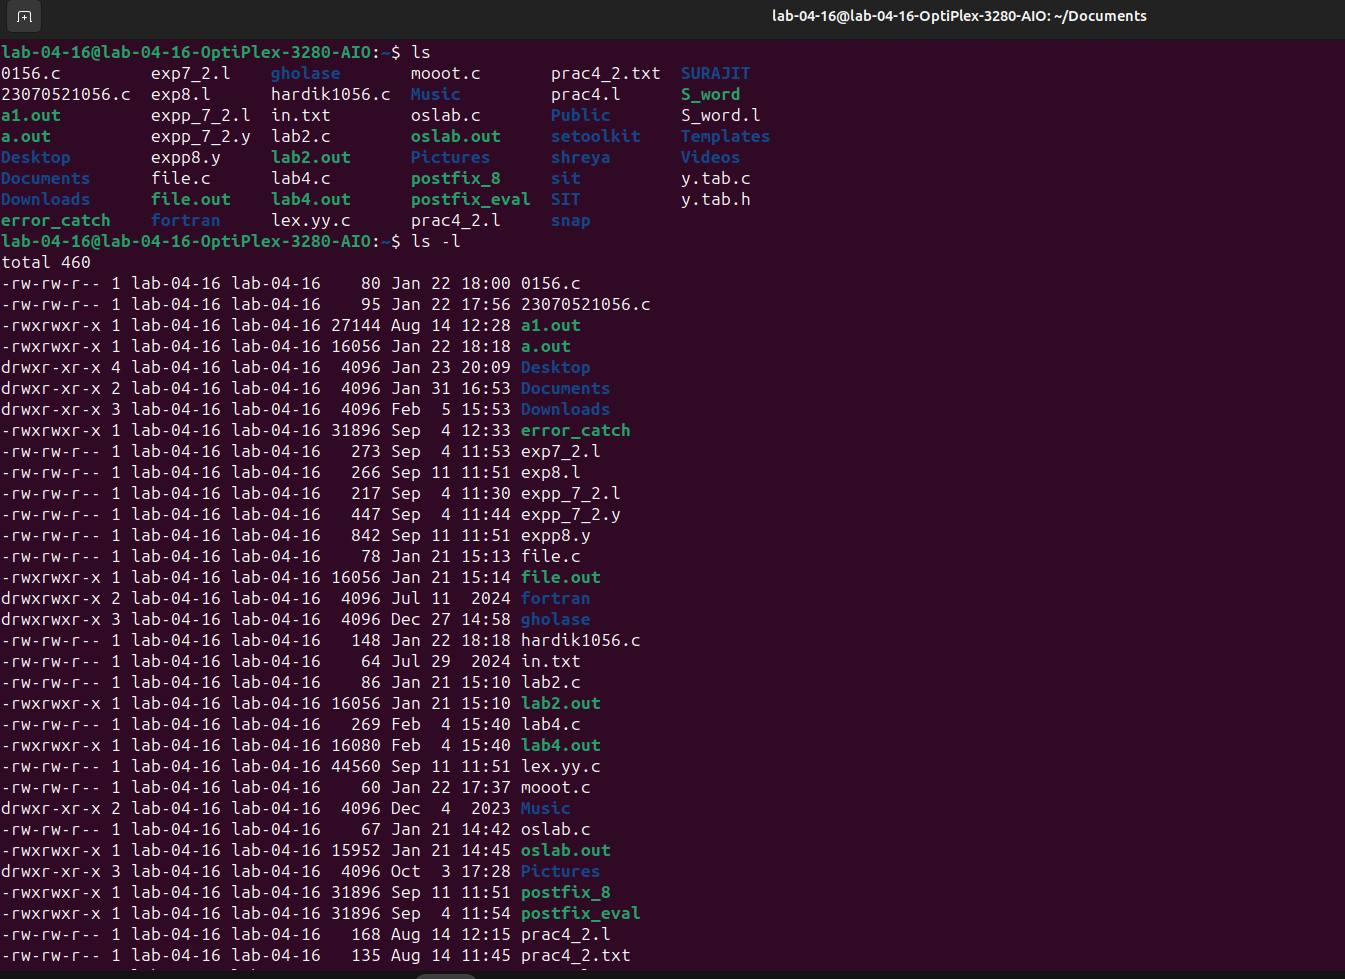 lab-04-16@lab-04-16-OptiPlex-3280-AIO: ~/Documents
lab-04-16@lab-04-16-OptiPlex-3280-AIO:~$ ls
0156.c         exp7_2.l    gholase       mooot.c       prac4_2.txt  SURAJIT
23070521056.c  exp8.l      hardik1056.c  Music         prac4.l      S_word
a1.out         expp_7_2.l  in.txt        oslab.c       Public       S_word.l
a.out          expp_7_2.y  lab2.c        oslab.out     setoolkit    Templates
Desktop        expp8.y     lab2.out      Pictures      shreya       Videos
Documents      file.c      lab4.c        postfix_8     sit          y.tab.c
Downloads      file.out    lab4.out      postfix_eval  SIT          y.tab.h
error_catch    fortran     lex.yy.c      prac4_2.l     snap
lab-04-16@lab-04-16-OptiPlex-3280-AIO:~$ ls -l
total 460
-rw-rw-r-- 1 lab-04-16 lab-04-16    80 Jan 22 18:00 0156.c
-rw-rw-r-- 1 lab-04-16 lab-04-16    95 Jan 22 17:56 23070521056.c
-rwxrwxr-x 1 lab-04-16 lab-04-16 27144 Aug 14 12:28 a1.out
-rwxrwxr-x 1 lab-04-16 lab-04-16 16056 Jan 22 18:18 a.out
drwxr-xr-x 4 lab-04-16 lab-04-16  4096 Jan 23 20:09 Desktop
drwxr-xr-x 2 lab-04-16 lab-04-16  4096 Jan 31 16:53 Documents
drwxr-xr-x 3 lab-04-16 lab-04-16  4096 Feb  5 15:53 Downloads
-rwxrwxr-x 1 lab-04-16 lab-04-16 31896 Sep  4 12:33 error_catch
-rw-rw-r-- 1 lab-04-16 lab-04-16   273 Sep  4 11:53 exp7_2.l
-rw-rw-r-- 1 lab-04-16 lab-04-16   266 Sep 11 11:51 exp8.l
-rw-rw-r-- 1 lab-04-16 lab-04-16   217 Sep  4 11:30 expp_7_2.l
-rw-rw-r-- 1 lab-04-16 lab-04-16   447 Sep  4 11:44 expp_7_2.y
-rw-rw-r-- 1 lab-04-16 lab-04-16   842 Sep 11 11:51 expp8.y
-rw-rw-r-- 1 lab-04-16 lab-04-16    78 Jan 21 15:13 file.c
-rwxrwxr-x 1 lab-04-16 lab-04-16 16056 Jan 21 15:14 file.out
drwxrwxr-x 2 lab-04-16 lab-04-16  4096 Jul 11  2024 fortran
drwxrwxr-x 3 lab-04-16 lab-04-16  4096 Dec 27 14:58 gholase
-rw-rw-r-- 1 lab-04-16 lab-04-16   148 Jan 22 18:18 hardik1056.c
-rw-rw-r-- 1 lab-04-16 lab-04-16    64 Jul 29  2024 in.txt
-rw-rw-r-- 1 lab-04-16 lab-04-16    86 Jan 21 15:10 lab2.c
-rwxrwxr-x 1 lab-04-16 lab-04-16 16056 Jan 21 15:10 lab2.out
-rw-rw-r-- 1 lab-04-16 lab-04-16   269 Feb  4 15:40 lab4.c
-rwxrwxr-x 1 lab-04-16 lab-04-16 16080 Feb  4 15:40 lab4.out
-rw-rw-r-- 1 lab-04-16 lab-04-16 44560 Sep 11 11:51 lex.yy.c
-rw-rw-r-- 1 lab-04-16 lab-04-16    60 Jan 22 17:37 mooot.c
drwxr-xr-x 2 lab-04-16 lab-04-16  4096 Dec  4  2023 Music
-rw-rw-r-- 1 lab-04-16 lab-04-16    67 Jan 21 14:42 oslab.c
-rwxrwxr-x 1 lab-04-16 lab-04-16 15952 Jan 21 14:45 oslab.out
drwxr-xr-x 3 lab-04-16 lab-04-16  4096 Oct  3 17:28 Pictures
-rwxrwxr-x 1 lab-04-16 lab-04-16 31896 Sep 11 11:51 postfix_8
-rwxrwxr-x 1 lab-04-16 lab-04-16 31896 Sep  4 11:54 postfix_eval
-rw-rw-r-- 1 lab-04-16 lab-04-16   168 Aug 14 12:15 prac4_2.l
-rw-rw-r-- 1 lab-04-16 lab-04-16   135 Aug 14 11:45 prac4_2.txt